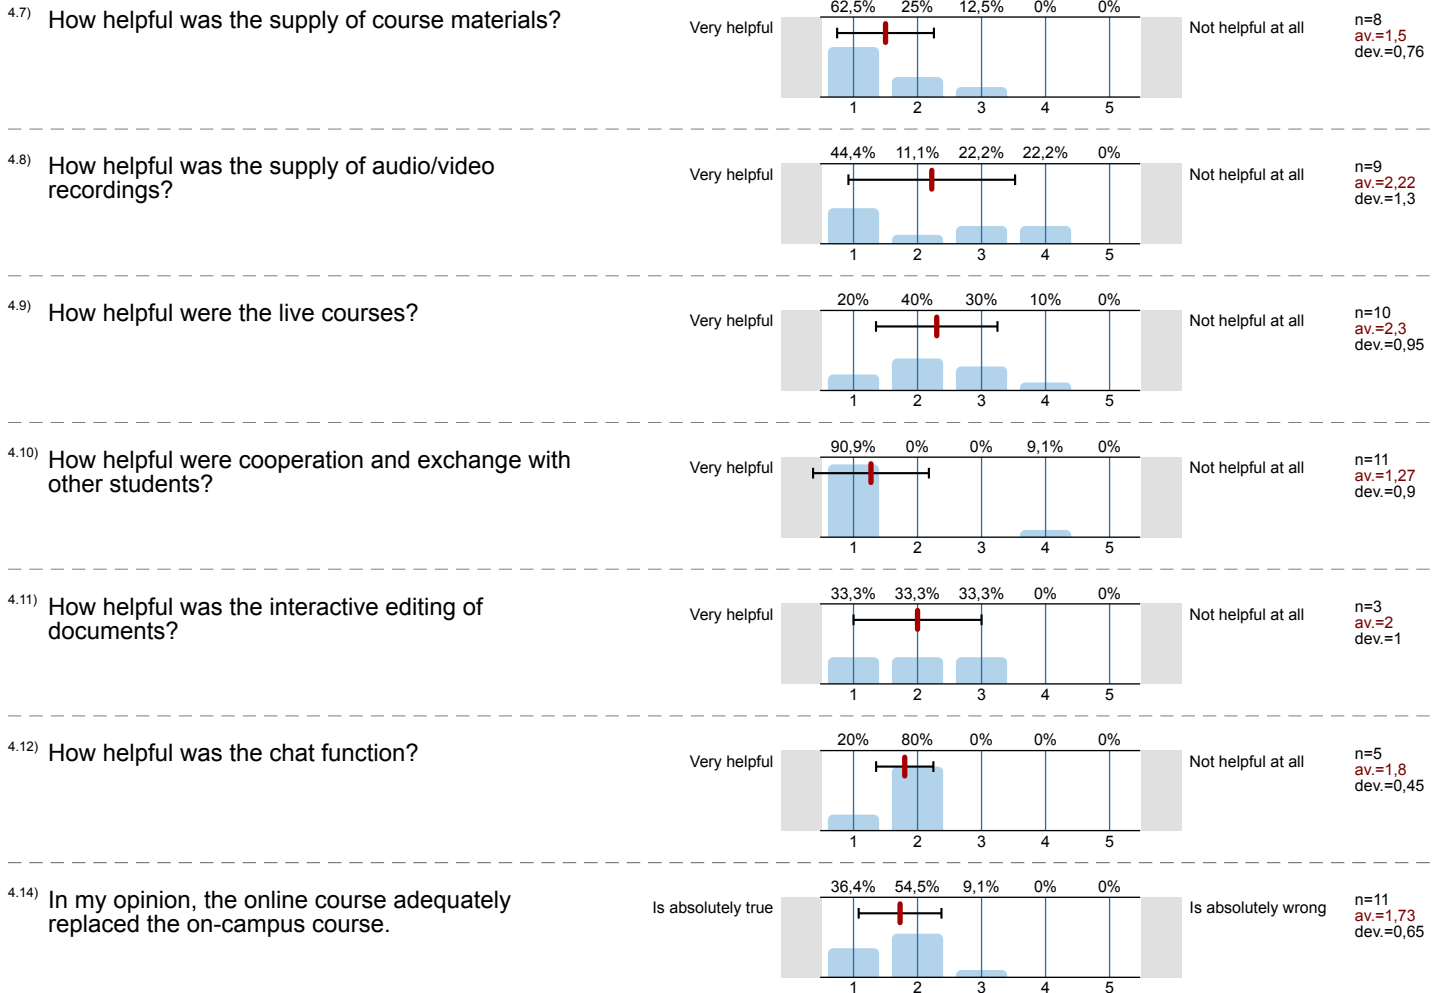 4.7) How helpful was the supply of course materials?
Very helpful
62,5% 25% 12,5% 0% 0%
1 2 3 4 5
Not helpful at all
n=8
av.=1,5
dev.=0,76
4.8) How helpful was the supply of audio/video
recordings?
Very helpful
44,4% 11,1% 22,2% 22,2% 0%
1 2 3 4 5
Not helpful at all
n=9
av.=2,22
dev.=1,3
4.9) How helpful were the live courses?
Very helpful
20% 40% 30% 10% 0%
1 2 3 4 5
Not helpful at all
n=10
av.=2,3
dev.=0,95
4.10) How helpful were cooperation and exchange with
other students?
Very helpful
90,9% 0% 0% 9,1% 0%
1 2 3 4 5
Not helpful at all
n=11
av.=1,27
dev.=0,9
4.11) How helpful was the interactive editing of
documents?
Very helpful
33,3% 33,3% 33,3% 0% 0%
1 2 3 4 5
Not helpful at all
n=3
av.=2
dev.=1
4.12) How helpful was the chat function?
Very helpful
20% 80% 0% 0% 0%
1 2 3 4 5
Not helpful at all
n=5
av.=1,8
dev.=0,45
4.14) In my opinion, the online course adequately
replaced the on-campus course.
Is absolutely true
36,4% 54,5% 9,1% 0% 0%
1 2 3 4 5
Is absolutely wrong
n=11
av.=1,73
dev.=0,65